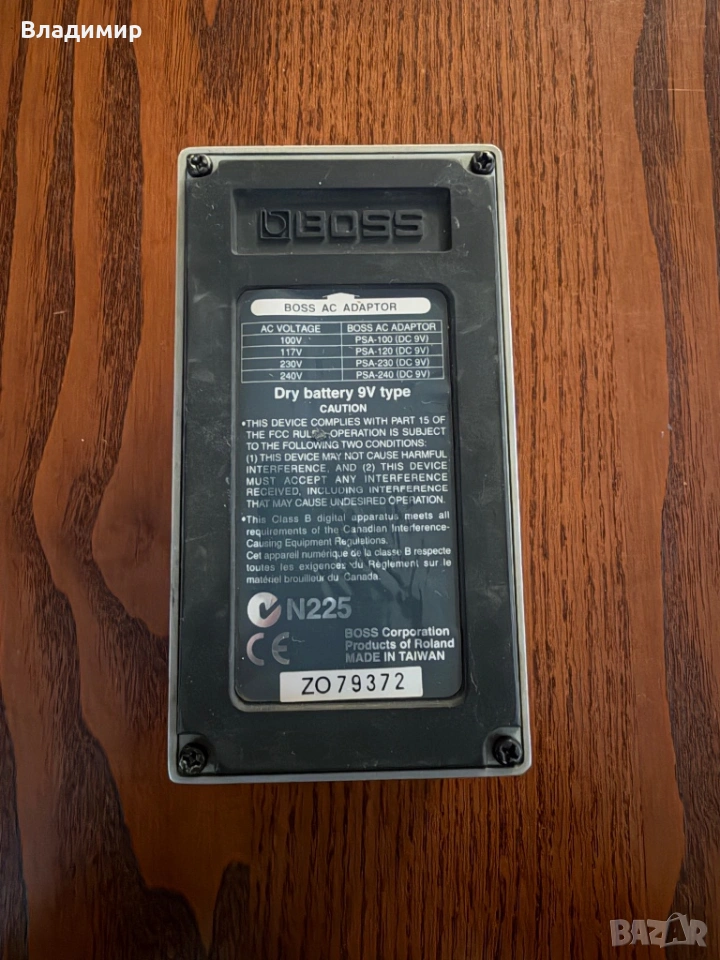 Владимир
BOSS
BOSS AC ADAPTOR
AC VOLTAGE BOSS AC ADAPTOR
100V PSA-100 (DC 9V)
117V PSA-120 (DC 9V)
230V PSA-230 (DC 9V)
240V PSA-240 (DC 9V)
Dry battery 9V type
CAUTION
•THIS DEVICE COMPLIES WITH PART 15 OF
THE FCC RULES. OPERATION IS SUBJECT
TO THE FOLLOWING TWO CONDITIONS:
(1) THIS DEVICE MAY NOT CAUSE HARMFUL
INTERFERENCE, AND (2) THIS DEVICE
MUST ACCEPT ANY INTERFERENCE
RECEIVED, INCLUDING INTERFERENCE
THAT MAY CAUSE UNDESIRED OPERATION.
•This Class B digital apparatus meets all
requirements of the Canadian Interference-
Causing Equipment Regulations.
Cet appareil numérique de la classe B respecte
toutes les exigences du Règlement sur le
matériel brouilleur du Canada.
N225
CE
BOSS Corporation
Products of Roland
MADE IN TAIWAN
ZO79372
BAZAR